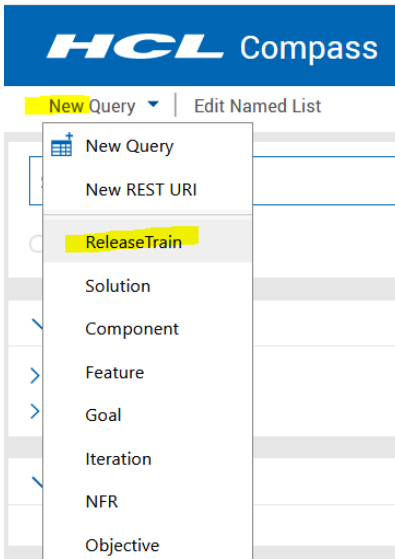 HCL Compass
New Query Edit Named List
New Query
New REST URI
ReleaseTrain
Solution
Component
Feature
Goal
Iteration
NFR
Objective